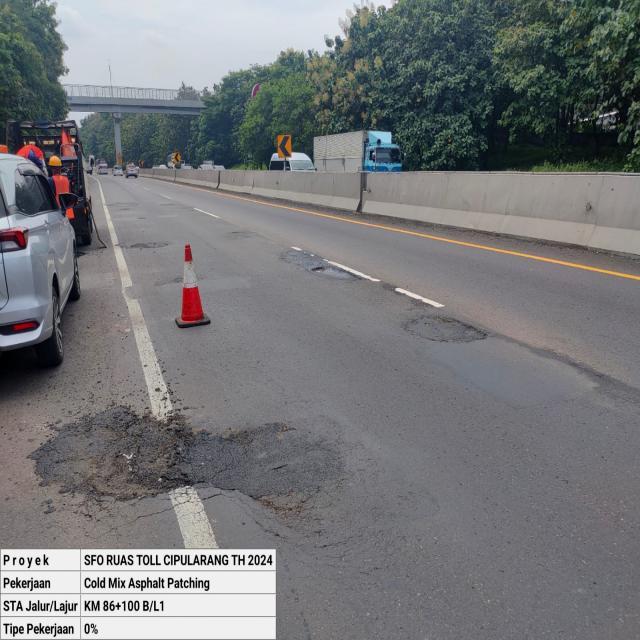 P r o y e k SFO RUAS TOLL CIPULARANG TH 2024
Pekerjaan Cold Mix Asphalt Patching
STA Jalur/Lajur KM 86+100 B/L1
Tipe Pekerjaan 0%